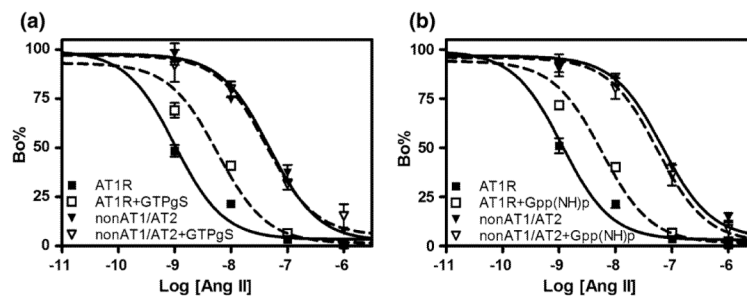 (a)
100
75
50
25
0
Bo%
AT1R
AT1R+GTPgS
nonAT1/AT2
nonAT1/AT2+GTPgS
-11 -10 -9 -8 -7 -6
Log [Ang II]
(b)
100
75
50
25
0
Bo%
AT1R
AT1R+Gpp(NH)p
nonAT1/AT2
nonAT1/AT2+Gpp(NH)p
-11 -10 -9 -8 -7 -6
Log [Ang II]